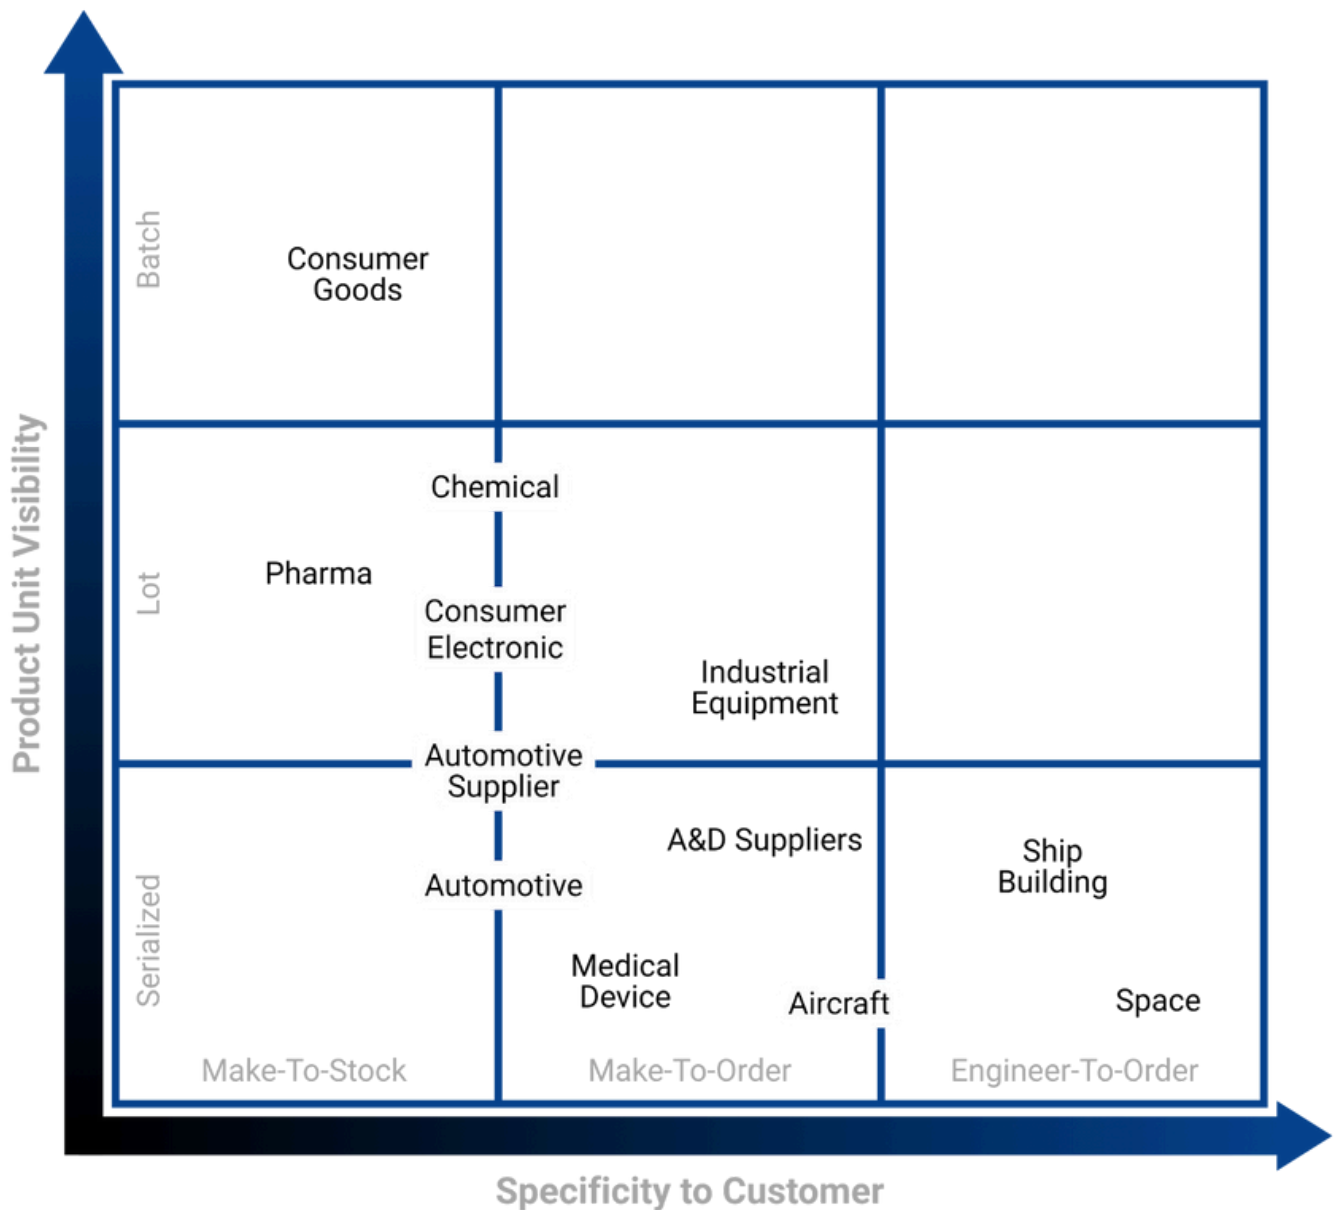 Product Unit Visibility
Batch
Consumer
Goods
Lot
Chemical
Pharma
Consumer
Electronic
Industrial
Equipment
Automotive
Supplier
Serialized
A&D Suppliers
Ship
Building
Automotive
Medical
Device
Aircraft
Space
Make-To-Stock
Make-To-Order
Engineer-To-Order
Specificity to Customer